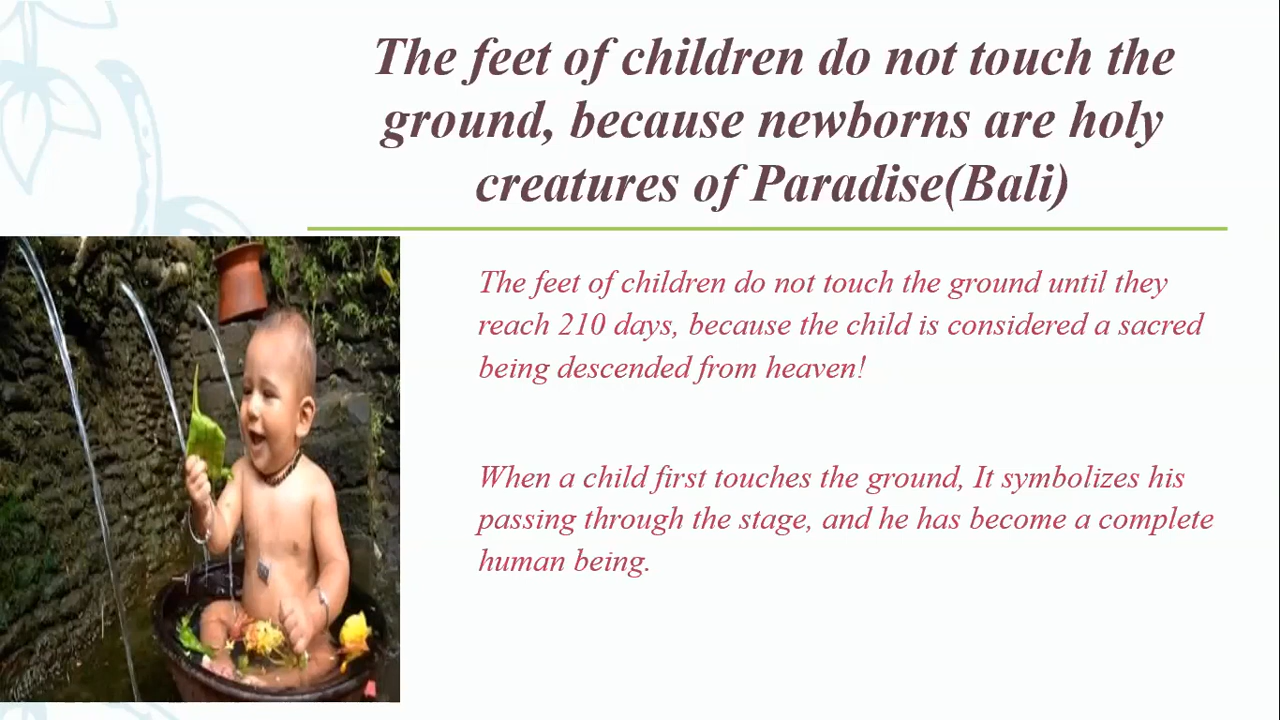 The feet of children do not touch the
ground, because newborns are holy
creatures of Paradise(Bali)
The feet of children do not touch the ground until they
reach 210 days, because the child is considered a sacred
being descended from heaven!
When a child first touches the ground, It symbolizes his
passing through the stage, and he has become a complete
human being.